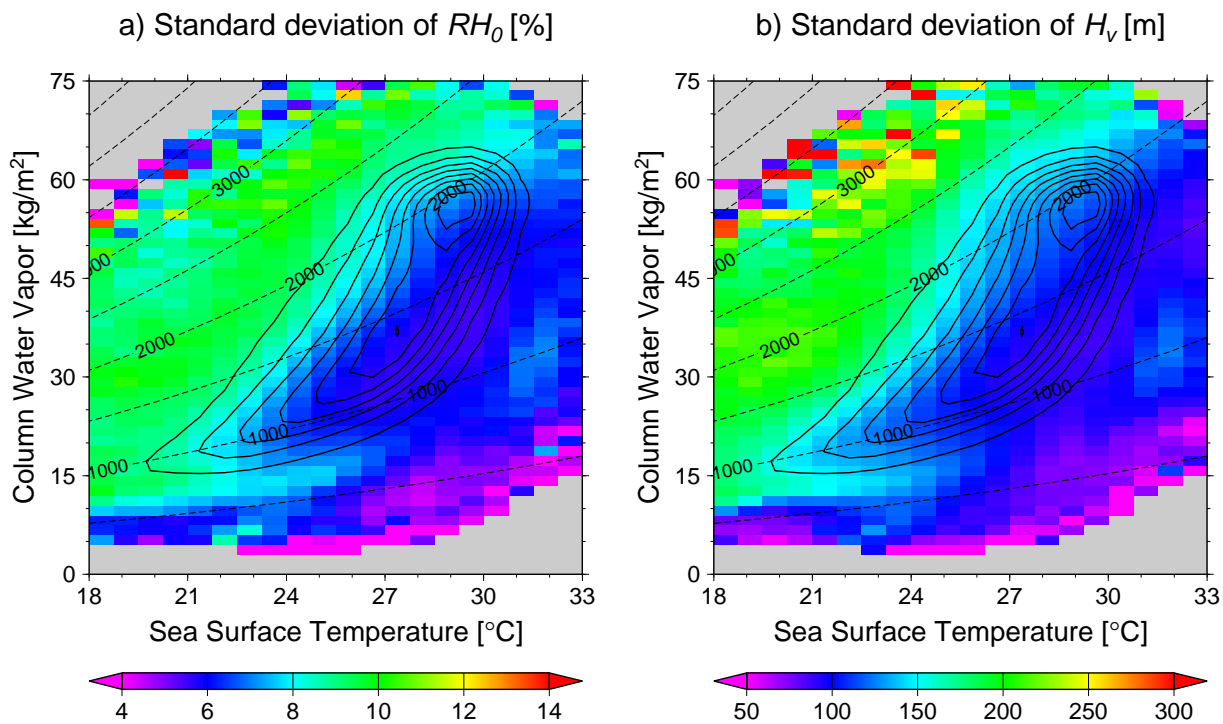 a) Standard deviation of RH₀ [%]
b) Standard deviation of Hᵥ [m]
75
60
45
30
15
0
Column Water Vapor [kg/m²]
3000
2000
000
2000
2000
1000
1000
1000
18 21 24 27 30 33
Sea Surface Temperature [°C]
4 6 8 10 12 14
75
60
45
30
15
0
Column Water Vapor [kg/m²]
3000
2000
000
2000
2000
1000
1000
1000
18 21 24 27 30 33
Sea Surface Temperature [°C]
50 100 150 200 250 300